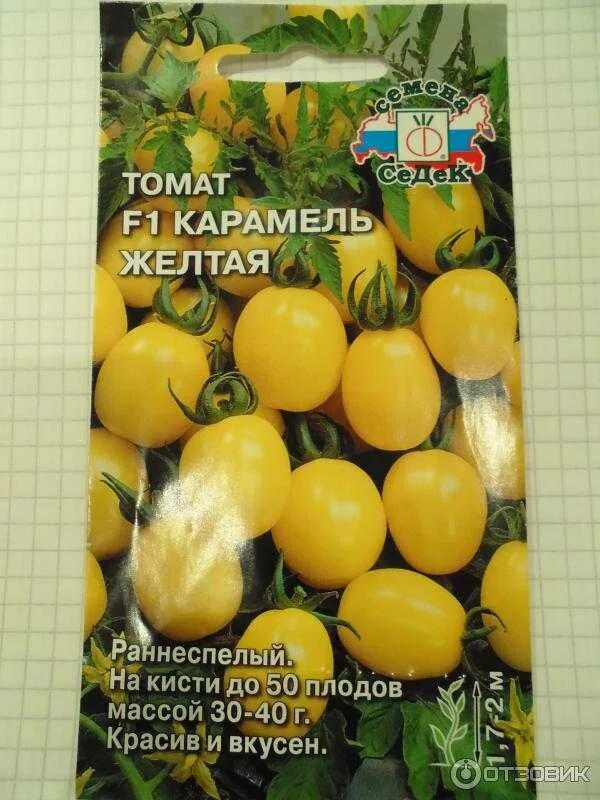 семена
СеДеК
ТОМАТ
F1 КАРАМЕЛЬ
ЖЕЛТАЯ
Раннеспелый.
На кисти до 50 плодов
массой 30-40 г.
Красив и вкусен.
1,7-2 м
ОТЗОВИК